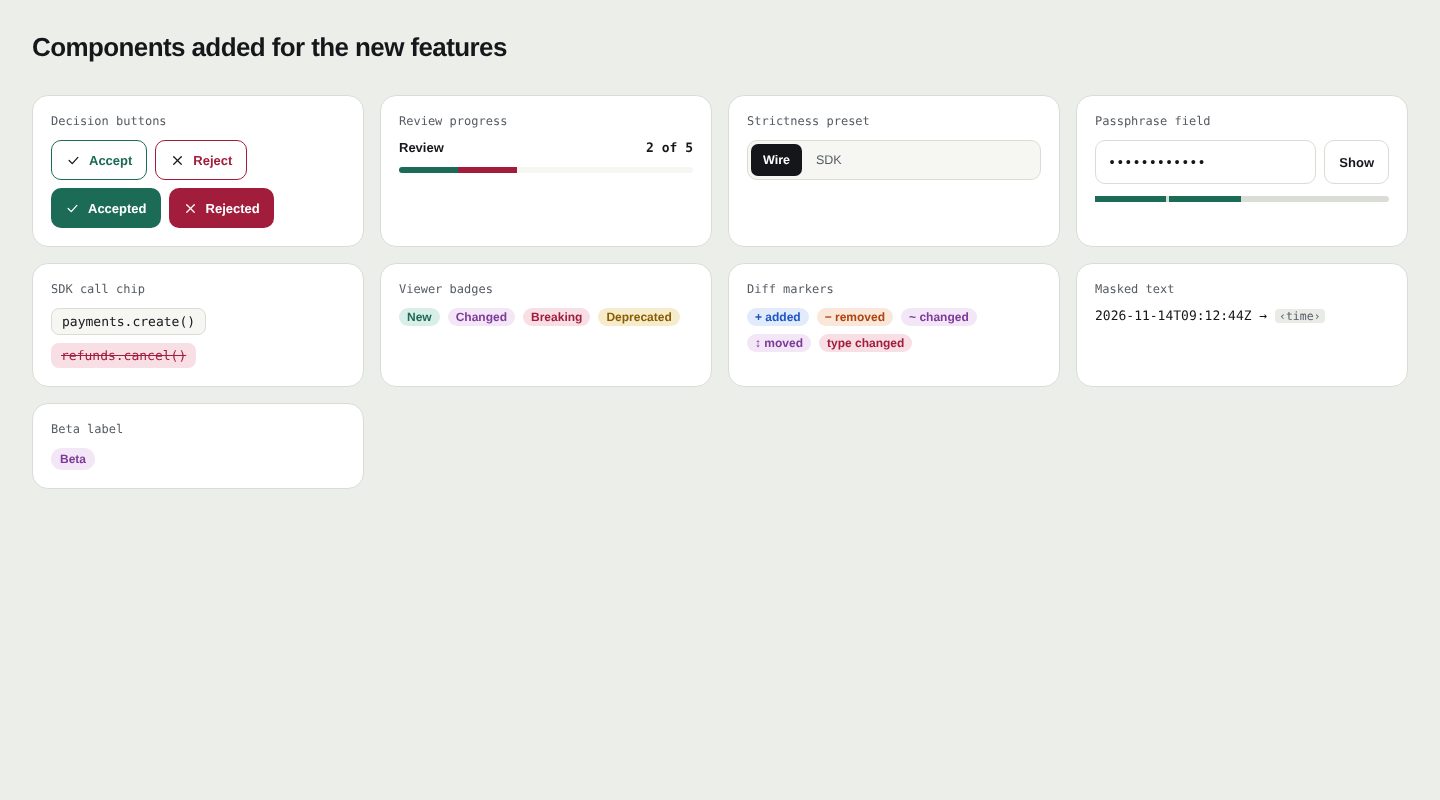 Components added for the new features
Decision buttons
Accept
Reject
Accepted
Rejected
Review progress
Review
2 of 5
Strictness preset
Wire
SDK
Passphrase field
••••••••••••
Show
SDK call chip
payments.create()
refunds.cancel()
Viewer badges
New
Changed
Breaking
Deprecated
Diff markers
+ added
− removed
~ changed
↕ moved
type changed
Masked text
2026-11-14T09:12:44Z → ‹time›
Beta label
Beta